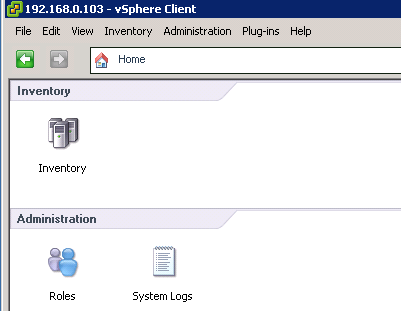 192.168.0.103 - vSphere Client
File Edit View Inventory Administration Plug-ins Help
Home
Inventory
Inventory
Administration
Roles System Logs